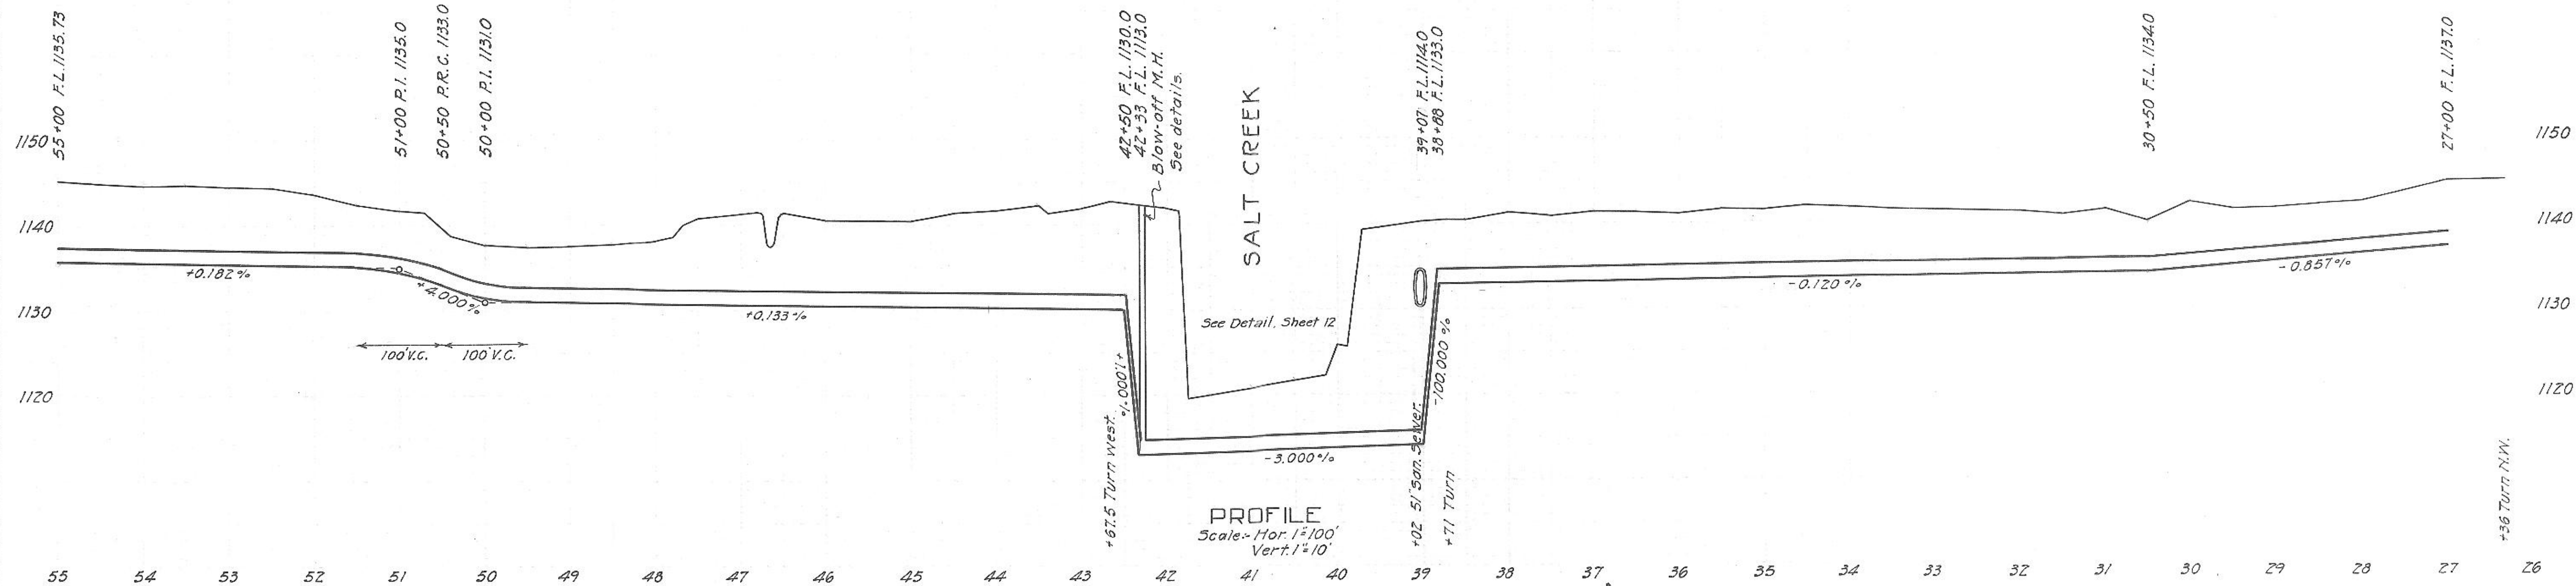 55+00 F.L. 1135.73
51+00 P.I. 1135.0
50+50 P.R.C. 1133.0
50+00 P.I. 1131.0
42+50 F.L. 1130.0
42+33 F.L. 1113.0
Blow-off M.H.
See details.
SALT CREEK
39+07 F.L. 1114.0
38+88 F.L. 1133.0
30+50 F.L. 1134.0
27+00 F.L. 1137.0
1150
1150
1140
1140
1130
1130
1120
1120
+0.182%
+4.000%
+0.133%
100' V.C.
100' V.C.
See Detail, Sheet 12
-100.000%
-0.120%
-0.857%
-3.000%
+67.5 Turn West.
+02 51" San. Sewer.
+71 Turn
+36 Turn N.W.
PROFILE
Scale:- Hor. 1"=100'
Vert. 1"=10'
55 54 53 52 51 50 49 48 47 46 45 44 43 42 41 40 39 38 37 36 35 34 33 32 31 30 29 28 27 26